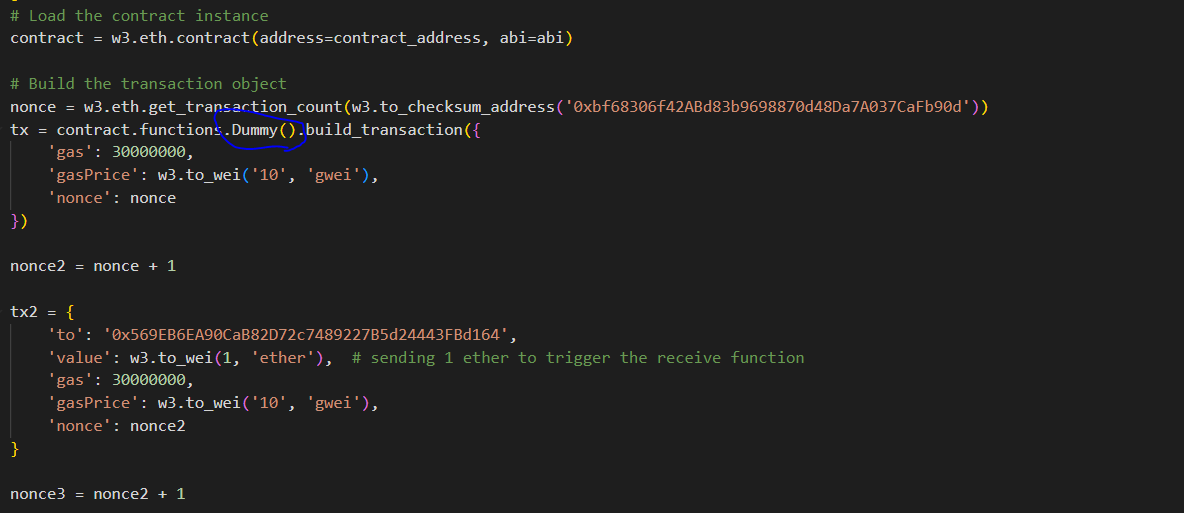 # Load the contract instance
contract = w3.eth.contract(address=contract_address, abi=abi)
# Build the transaction object
nonce = w3.eth.get_transaction_count(w3.to_checksum_address('0xbf68306f42ABd83b9698870d48Da7A037CaFb90d'))
tx = contract.functions.Dummy().build_transaction({
    'gas': 30000000,
    'gasPrice': w3.to_wei('10', 'gwei'),
    'nonce': nonce
})
nonce2 = nonce + 1
tx2 = {
    'to': '0x569EB6EA90CaB82D72c7489227B5d24443FBd164',
    'value': w3.to_wei(1, 'ether'),  # sending 1 ether to trigger the receive function
    'gas': 30000000,
    'gasPrice': w3.to_wei('10', 'gwei'),
    'nonce': nonce2
}
nonce3 = nonce2 + 1